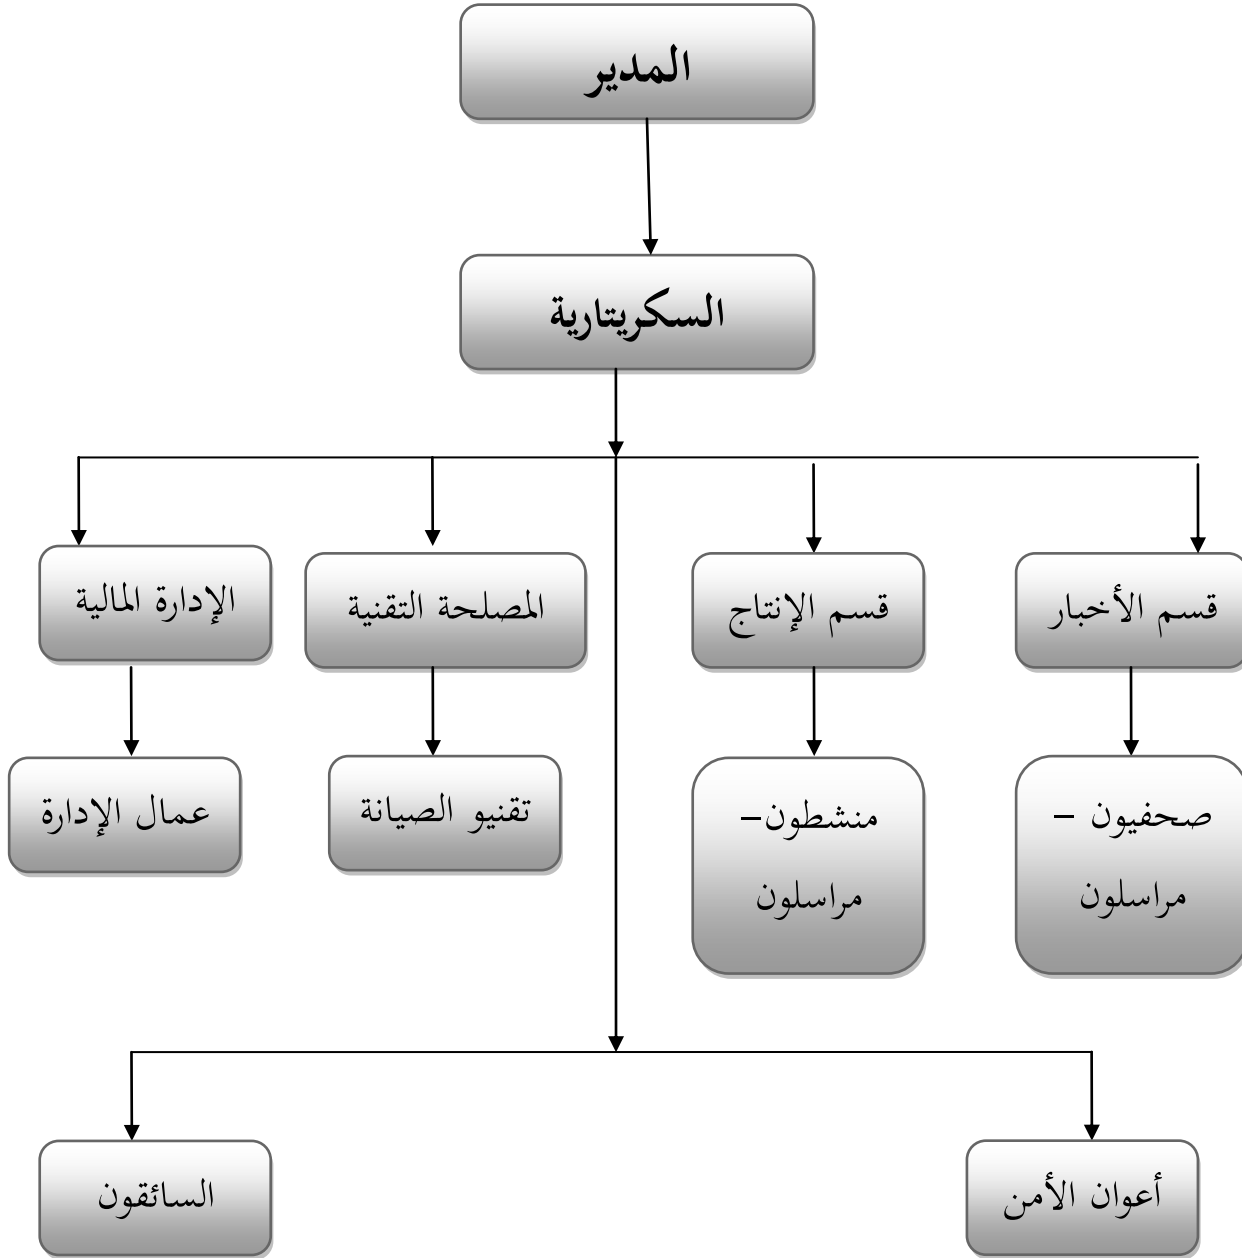 المدير
السكريتارية
قسم الأخبار
قسم الإنتاج
المصلحة التقنية
الإدارة المالية
صحفيون –
مراسلون
منشطون–
مراسلون
تقنيو الصيانة
عمال الإدارة
أعوان الأمن
السائقون